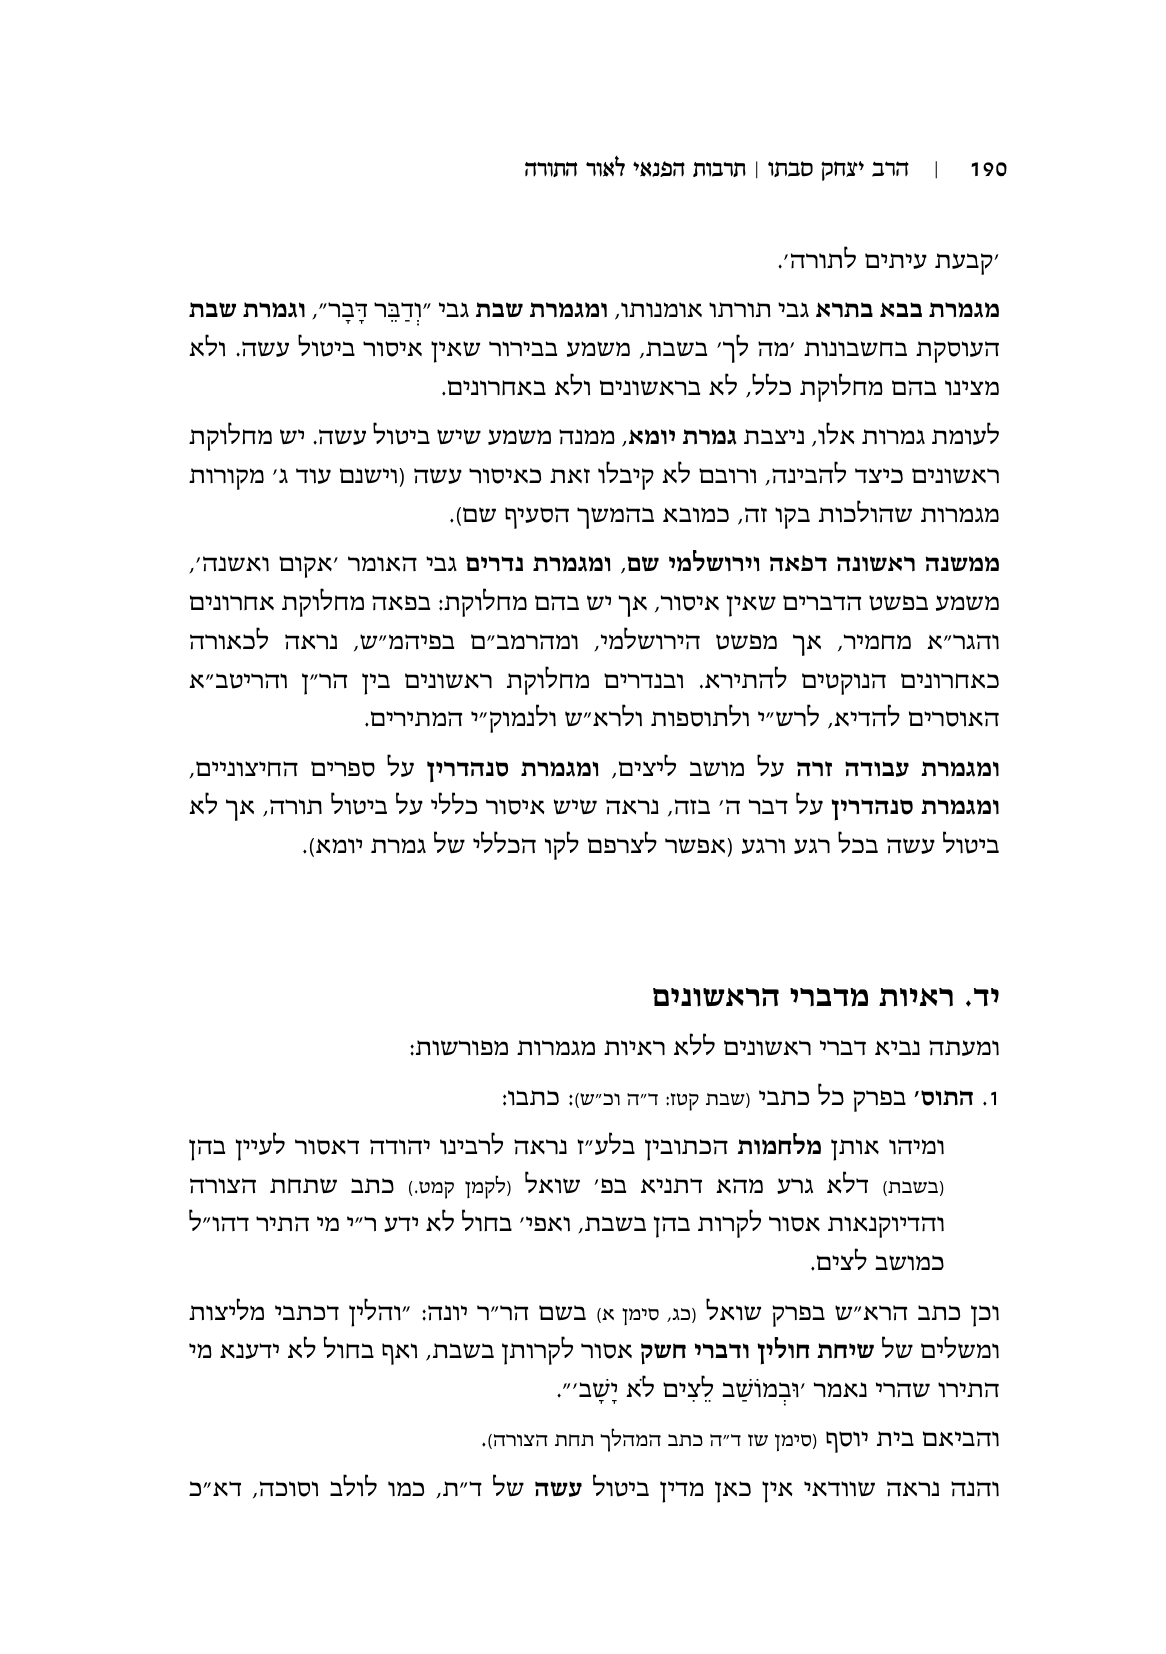 190 | הרב יצחק סבתו | תרבות הפנאי לאור התורה
׳קבעת עיתים לתורה׳.
מגמרת בבא בתרא גבי תורתו אומנותו, ומגמרת שבת גבי ״וְדַבֵּר דָּבָר״, וגמרת שבת
העוסקת בחשבונות ׳מה לך׳ בשבת, משמע בבירור שאין איסור ביטול עשה. ולא
מצינו בהם מחלוקת כלל, לא בראשונים ולא באחרונים.
לעומת גמרות אלו, ניצבת גמרת יומא, ממנה משמע שיש ביטול עשה. יש מחלוקת
ראשונים כיצד להבינה, ורובם לא קיבלו זאת כאיסור עשה (וישנם עוד ג׳ מקורות
מגמרות שהולכות בקו זה, כמובא בהמשך הסעיף שם).
ממשנה ראשונה דפאה וירושלמי שם, ומגמרת נדרים גבי האומר ׳אקום ואשנה׳,
משמע בפשט הדברים שאין איסור, אך יש בהם מחלוקת: בפאה מחלוקת אחרונים
והגר״א מחמיר, אך מפשט הירושלמי, ומהרמב״ם בפיהמ״ש, נראה לכאורה
כאחרונים הנוקטים להתירא. ובנדרים מחלוקת ראשונים בין הר״ן והריטב״א
האוסרים להדיא, לרש״י ולתוספות ולרא״ש ולנמוק״י המתירים.
ומגמרת עבודה זרה על מושב ליצים, ומגמרת סנהדרין על ספרים החיצוניים,
ומגמרת סנהדרין על דבר ה׳ בזה, נראה שיש איסור כללי על ביטול תורה, אך לא
ביטול עשה בכל רגע ורגע (אפשר לצרפם לקו הכללי של גמרת יומא).
יד. ראיות מדברי הראשונים
ומעתה נביא דברי ראשונים ללא ראיות מגמרות מפורשות:
1. התוס׳ בפרק כל כתבי (שבת קטז: ד״ה וכ״ש): כתבו:
ומיהו אותן מלחמות הכתובין בלע״ז נראה לרבינו יהודה דאסור לעיין בהן
(בשבת) דלא גרע מהא דתניא בפ׳ שואל (לקמן קמט.) כתב שתחת הצורה
והדיוקנאות אסור לקרות בהן בשבת, ואפי׳ בחול לא ידע ר״י מי התיר דהו״ל
כמושב לצים.
וכן כתב הרא״ש בפרק שואל (כג, סימן א) בשם הר״ר יונה: ״והלין דכתבי מליצות
ומשלים של שיחת חולין ודברי חשק אסור לקרותן בשבת, ואף בחול לא ידענא מי
התירו שהרי נאמר ׳וּבְמוֹשַׁב לֵצִים לֹא יָשָׁב׳״.
והביאם בית יוסף (סימן שז ד״ה כתב המהלך תחת הצורה).
והנה נראה שוודאי אין כאן מדין ביטול עשה של ד״ת, כמו לולב וסוכה, דא״כ